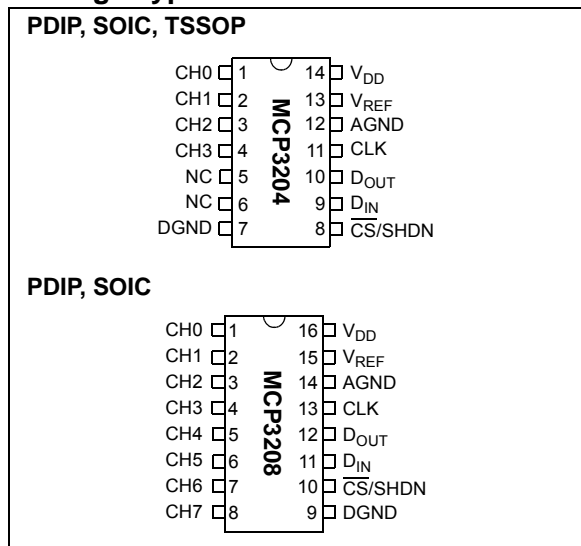 PDIP, SOIC, TSSOP
CH0 1 14 VDD
CH1 2 13 VREF
CH2 3 12 AGND
CH3 4 11 CLK
NC 5 10 DOUT
NC 6 9 DIN
DGND 7 8 CS/SHDN
MCP3204
PDIP, SOIC
CH0 1 16 VDD
CH1 2 15 VREF
CH2 3 14 AGND
CH3 4 13 CLK
CH4 5 12 DOUT
CH5 6 11 DIN
CH6 7 10 CS/SHDN
CH7 8 9 DGND
MCP3208